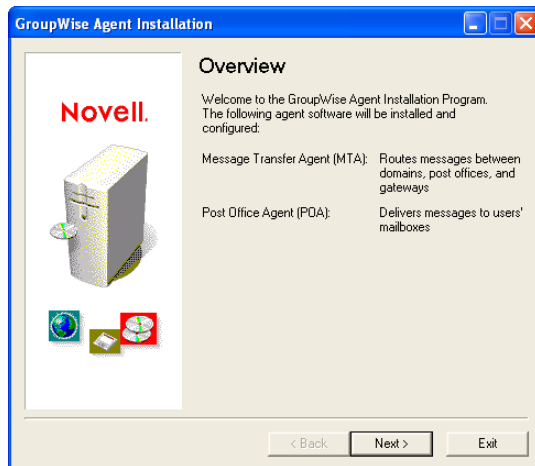 GroupWise Agent Installation
Novell.
Overview
Welcome to the GroupWise Agent Installation Program.
The following agent software will be installed and
configured:
Message Transfer Agent (MTA): Routes messages between
domains, post offices, and
gateways
Post Office Agent (POA): Delivers messages to users'
mailboxes
< Back Next > Exit